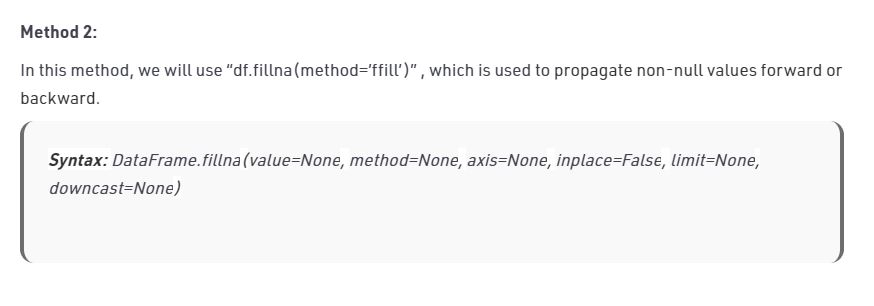 Method 2:
In this method, we will use “df.fillna(method=’ffill’)” , which is used to propagate non-null values forward or
backward.
Syntax: DataFrame.fillna(value=None, method=None, axis=None, inplace=False, limit=None,
downcast=None)